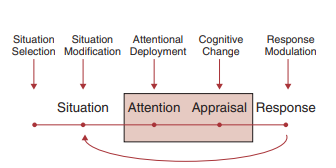 Situation Situation Attentional Cognitive Response
Selection Modification Deployment Change Modulation
Situation Attention Appraisal Response